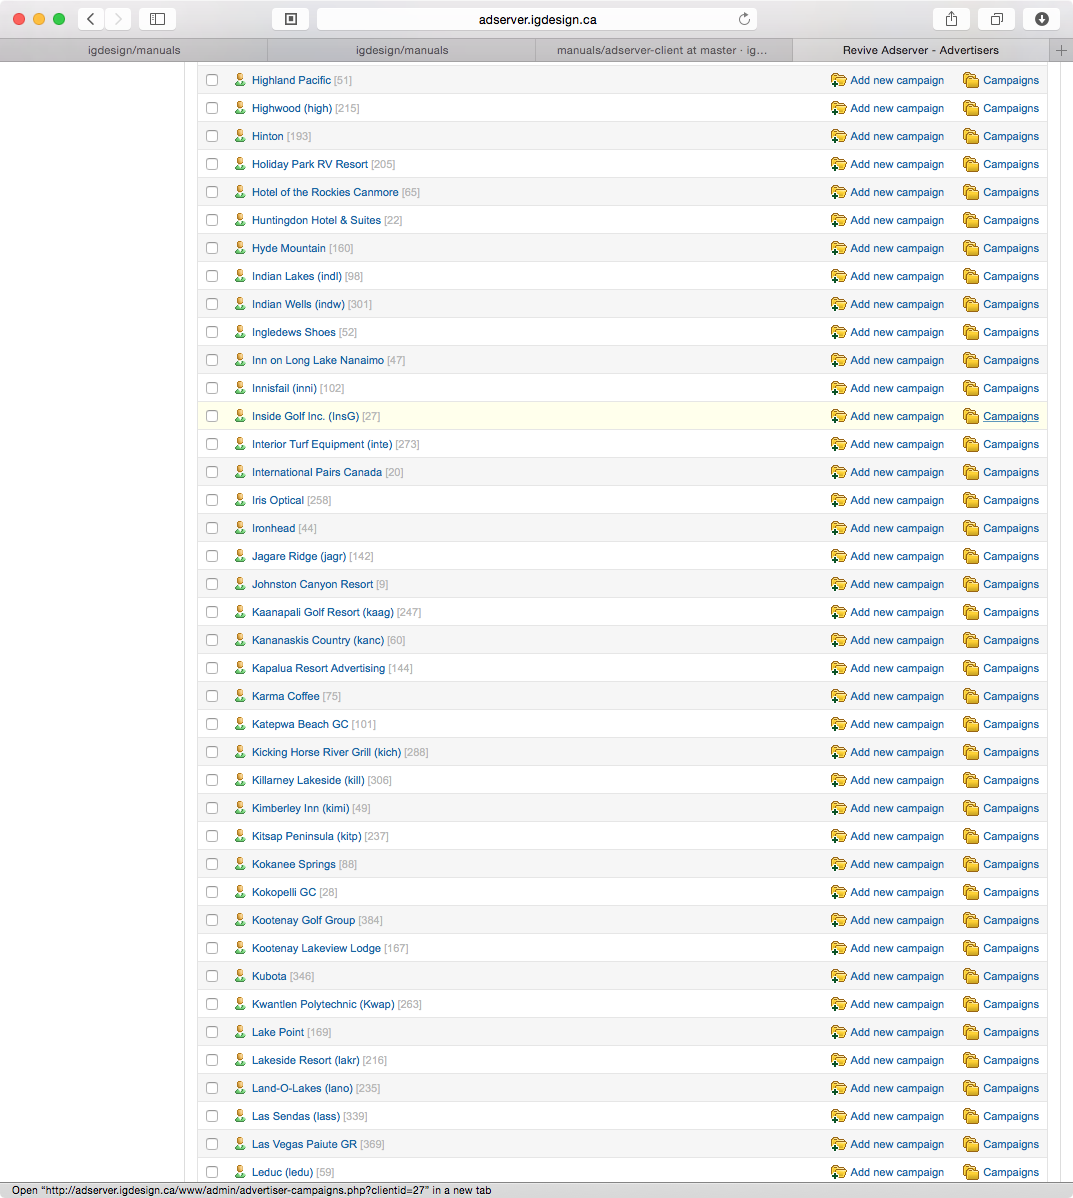 adserver.igdesign.ca
igdesign/manuals igdesign/manuals manuals/adserver-client at master · ig… Revive Adserver - Advertisers
Highland Pacific [51] Add new campaign Campaigns
Highwood (high) [215] Add new campaign Campaigns
Hinton [193] Add new campaign Campaigns
Holiday Park RV Resort [205] Add new campaign Campaigns
Hotel of the Rockies Canmore [65] Add new campaign Campaigns
Huntingdon Hotel & Suites [22] Add new campaign Campaigns
Hyde Mountain [160] Add new campaign Campaigns
Indian Lakes (indl) [98] Add new campaign Campaigns
Indian Wells (indw) [301] Add new campaign Campaigns
Ingledews Shoes [52] Add new campaign Campaigns
Inn on Long Lake Nanaimo [47] Add new campaign Campaigns
Innisfail (inni) [102] Add new campaign Campaigns
Inside Golf Inc. (InsG) [27] Add new campaign Campaigns
Interior Turf Equipment (inte) [273] Add new campaign Campaigns
International Pairs Canada [20] Add new campaign Campaigns
Iris Optical [258] Add new campaign Campaigns
Ironhead [44] Add new campaign Campaigns
Jagare Ridge (jagr) [142] Add new campaign Campaigns
Johnston Canyon Resort [9] Add new campaign Campaigns
Kaanapali Golf Resort (kaag) [247] Add new campaign Campaigns
Kananaskis Country (kanc) [60] Add new campaign Campaigns
Kapalua Resort Advertising [144] Add new campaign Campaigns
Karma Coffee [75] Add new campaign Campaigns
Katepwa Beach GC [101] Add new campaign Campaigns
Kicking Horse River Grill (kich) [288] Add new campaign Campaigns
Killarney Lakeside (kill) [306] Add new campaign Campaigns
Kimberley Inn (kimi) [49] Add new campaign Campaigns
Kitsap Peninsula (kitp) [237] Add new campaign Campaigns
Kokanee Springs [88] Add new campaign Campaigns
Kokopelli GC [28] Add new campaign Campaigns
Kootenay Golf Group [384] Add new campaign Campaigns
Kootenay Lakeview Lodge [167] Add new campaign Campaigns
Kubota [346] Add new campaign Campaigns
Kwantlen Polytechnic (Kwap) [263] Add new campaign Campaigns
Lake Point [169] Add new campaign Campaigns
Lakeside Resort (lakr) [216] Add new campaign Campaigns
Land-O-Lakes (lano) [235] Add new campaign Campaigns
Las Sendas (lass) [339] Add new campaign Campaigns
Las Vegas Paiute GR [369] Add new campaign Campaigns
Leduc (ledu) [59] Add new campaign Campaigns
Open “http://adserver.igdesign.ca/www/admin/advertiser-campaigns.php?clientid=27” in a new tab